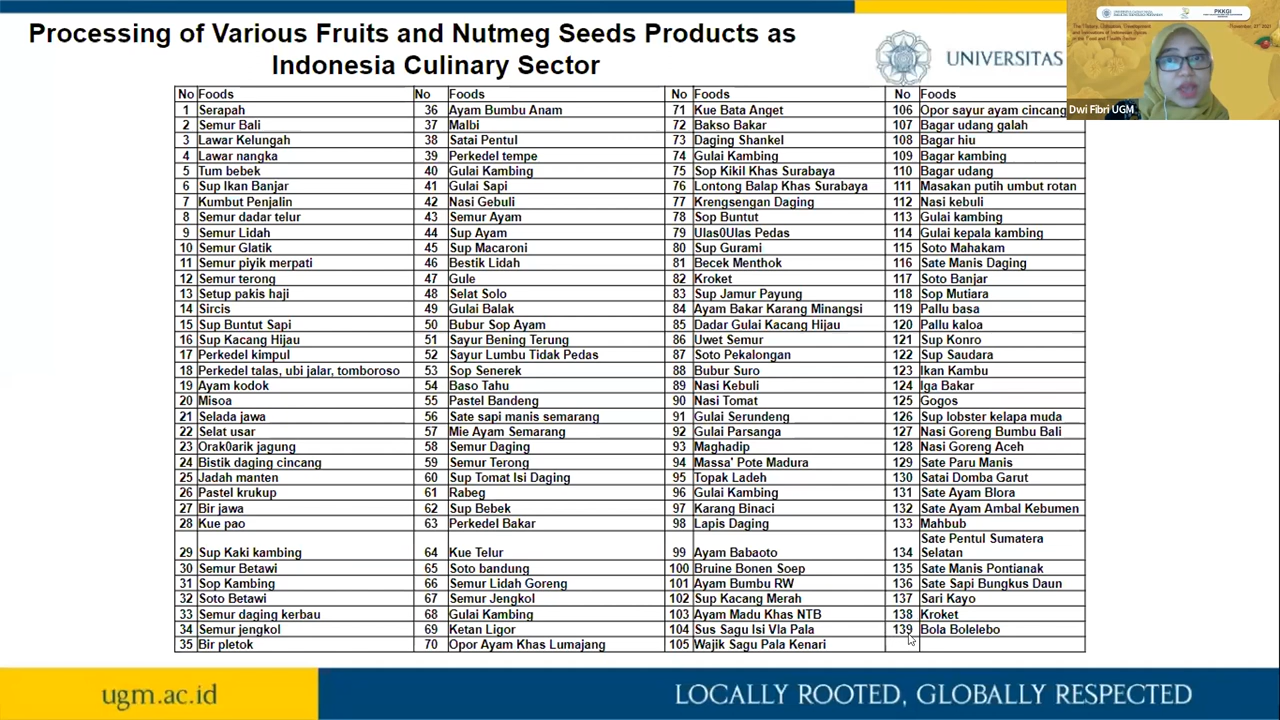 Processing of Various Fruits and Nutmeg Seeds Products as
Indonesia Culinary Sector
UNIVERSITAS
PKKGI
November, 27
The History, Utilization, Development
and Innovations of Indonesian Spices
in the Food and Health Sector
Dwi Fibri UGM
No Foods No Foods No Foods No Foods
1 Serapah 36 Ayam Bumbu Anam 71 Kue Bata Anget 106 Opor sayur ayam cincang
2 Semur Bali 37 Malbi 72 Bakso Bakar 107 Bagar udang galah
3 Lawar Kelungah 38 Satai Pentul 73 Daging Shankel 108 Bagar hiu
4 Lawar nangka 39 Perkedel tempe 74 Gulai Kambing 109 Bagar kambing
5 Tum bebek 40 Gulai Kambing 75 Sop Kikil Khas Surabaya 110 Bagar udang
6 Sup Ikan Banjar 41 Gulai Sapi 76 Lontong Balap Khas Surabaya 111 Masakan putih umbut rotan
7 Kumbut Penjalin 42 Nasi Gebuli 77 Krengsengan Daging 112 Nasi kebuli
8 Semur dadar telur 43 Semur Ayam 78 Sop Buntut 113 Gulai kambing
9 Semur Lidah 44 Sup Ayam 79 Ulas0Ulas Pedas 114 Gulai kepala kambing
10 Semur Glatik 45 Sup Macaroni 80 Sup Gurami 115 Soto Mahakam
11 Semur piyik merpati 46 Bestik Lidah 81 Becek Menthok 116 Sate Manis Daging
12 Semur terong 47 Gule 82 Kroket 117 Soto Banjar
13 Setup pakis haji 48 Selat Solo 83 Sup Jamur Payung 118 Sop Mutiara
14 Sircis 49 Gulai Balak 84 Ayam Bakar Karang Minangsi 119 Pallu basa
15 Sup Buntut Sapi 50 Bubur Sop Ayam 85 Dadar Gulai Kacang Hijau 120 Pallu kaloa
16 Sup Kacang Hijau 51 Sayur Bening Terung 86 Uwet Semur 121 Sup Konro
17 Perkedel kimpul 52 Sayur Lumbu Tidak Pedas 87 Soto Pekalongan 122 Sup Saudara
18 Perkedel talas, ubi jalar, tomboroso 53 Sop Senerek 88 Bubur Suro 123 Ikan Kambu
19 Ayam kodok 54 Baso Tahu 89 Nasi Kebuli 124 Iga Bakar
20 Misoa 55 Pastel Bandeng 90 Nasi Tomat 125 Gogos
21 Selada jawa 56 Sate sapi manis semarang 91 Gulai Serundeng 126 Sup lobster kelapa muda
22 Selat usar 57 Mie Ayam Semarang 92 Gulai Parsanga 127 Nasi Goreng Bumbu Bali
23 Orak0arik jagung 58 Semur Daging 93 Maghadip 128 Nasi Goreng Aceh
24 Bistik daging cincang 59 Semur Terong 94 Massa' Pote Madura 129 Sate Paru Manis
25 Jadah manten 60 Sup Tomat Isi Daging 95 Topak Ladeh 130 Satai Domba Garut
26 Pastel krukup 61 Rabeg 96 Gulai Kambing 131 Sate Ayam Blora
27 Bir jawa 62 Sup Bebek 97 Karang Binaci 132 Sate Ayam Ambal Kebumen
28 Kue pao 63 Perkedel Bakar 98 Lapis Daging 133 Mahbub
29 Sup Kaki kambing 64 Kue Telur 99 Ayam Babaoto 134 Sate Pentul Sumatera
Selatan
30 Semur Betawi 65 Soto bandung 100 Bruine Bonen Soep 135 Sate Manis Pontianak
31 Sop Kambing 66 Semur Lidah Goreng 101 Ayam Bumbu RW 136 Sate Sapi Bungkus Daun
32 Soto Betawi 67 Semur Jengkol 102 Sup Kacang Merah 137 Sari Kayo
33 Semur daging kerbau 68 Gulai Kambing 103 Ayam Madu Khas NTB 138 Kroket
34 Semur jengkol 69 Ketan Ligor 104 Sus Sagu Isi Vla Pala 139 Bola Bolelebo
35 Bir pletok 70 Opor Ayam Khas Lumajang 105 Wajik Sagu Pala Kenari
ugm.ac.id
LOCALLY ROOTED, GLOBALLY RESPECTED